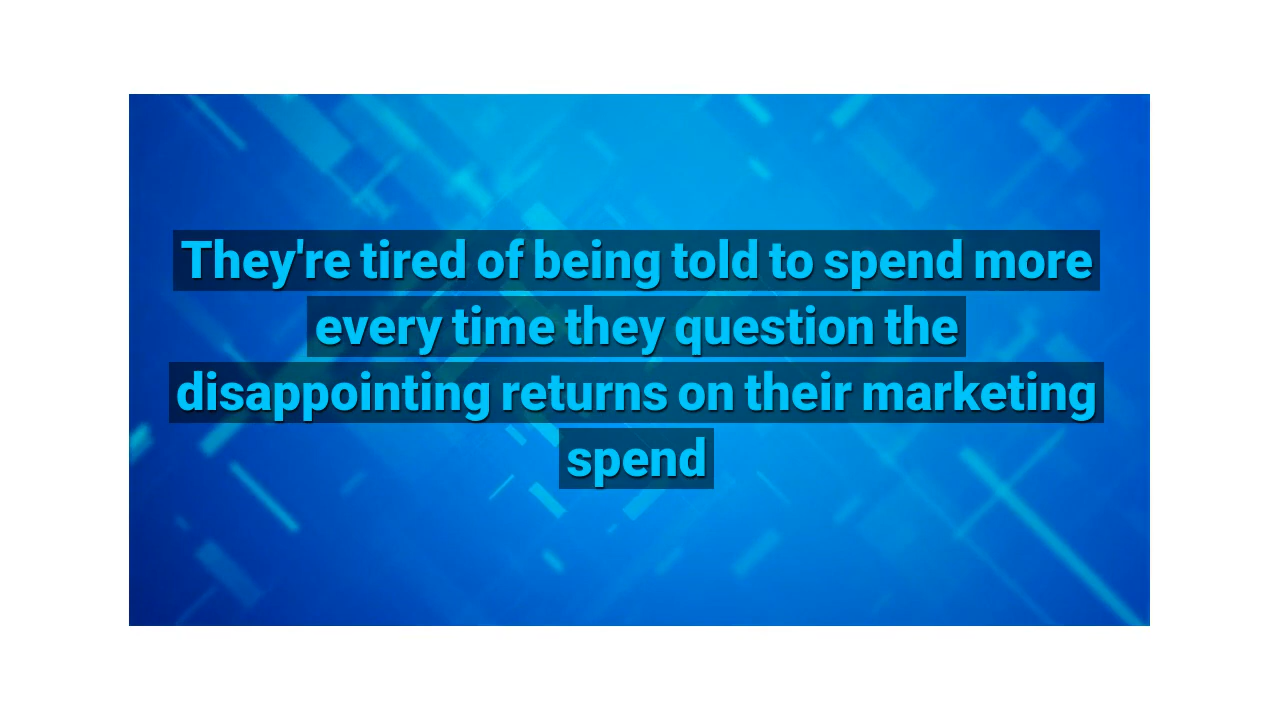 They're tired of being told to spend more
every time they question the
disappointing returns on their marketing
spend